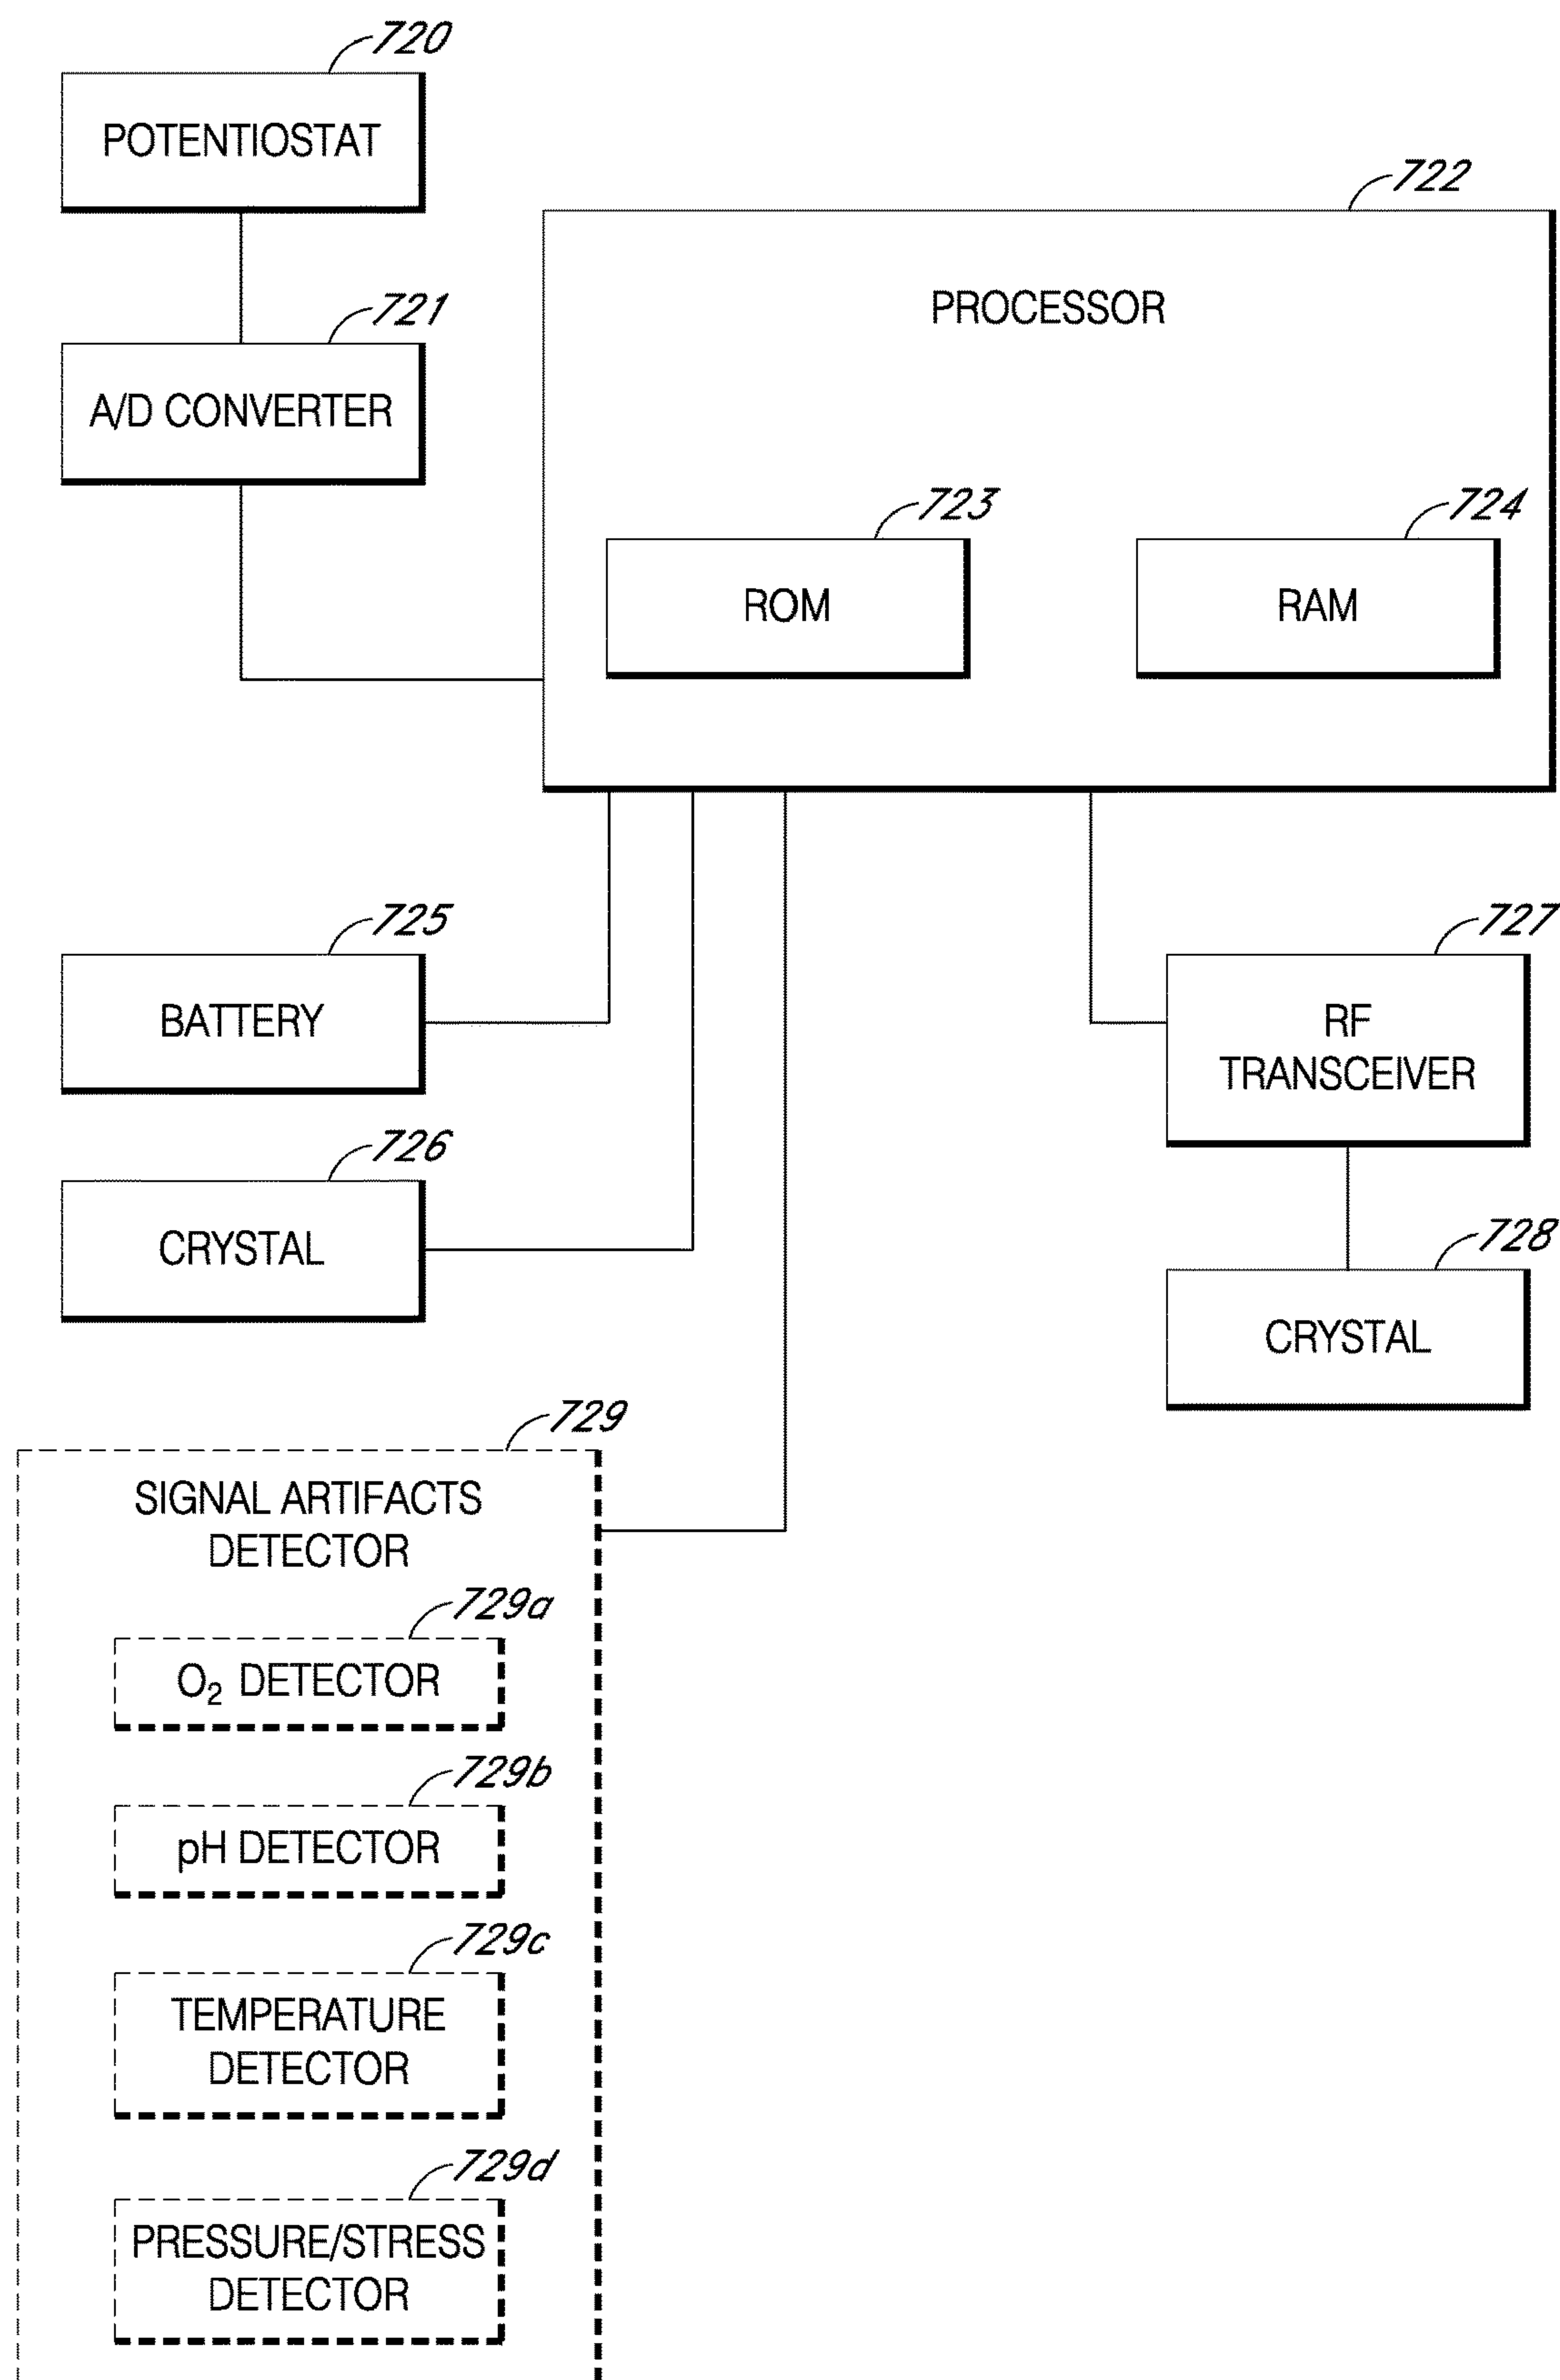 720
POTENTIOSTAT
722
PROCESSOR
721
A/D CONVERTER
723
ROM
724
RAM
725
BATTERY
727
RF
TRANSCEIVER
726
CRYSTAL
728
CRYSTAL
729
SIGNAL ARTIFACTS
DETECTOR
729a
O₂ DETECTOR
729b
pH DETECTOR
729c
TEMPERATURE
DETECTOR
729d
PRESSURE/STRESS
DETECTOR